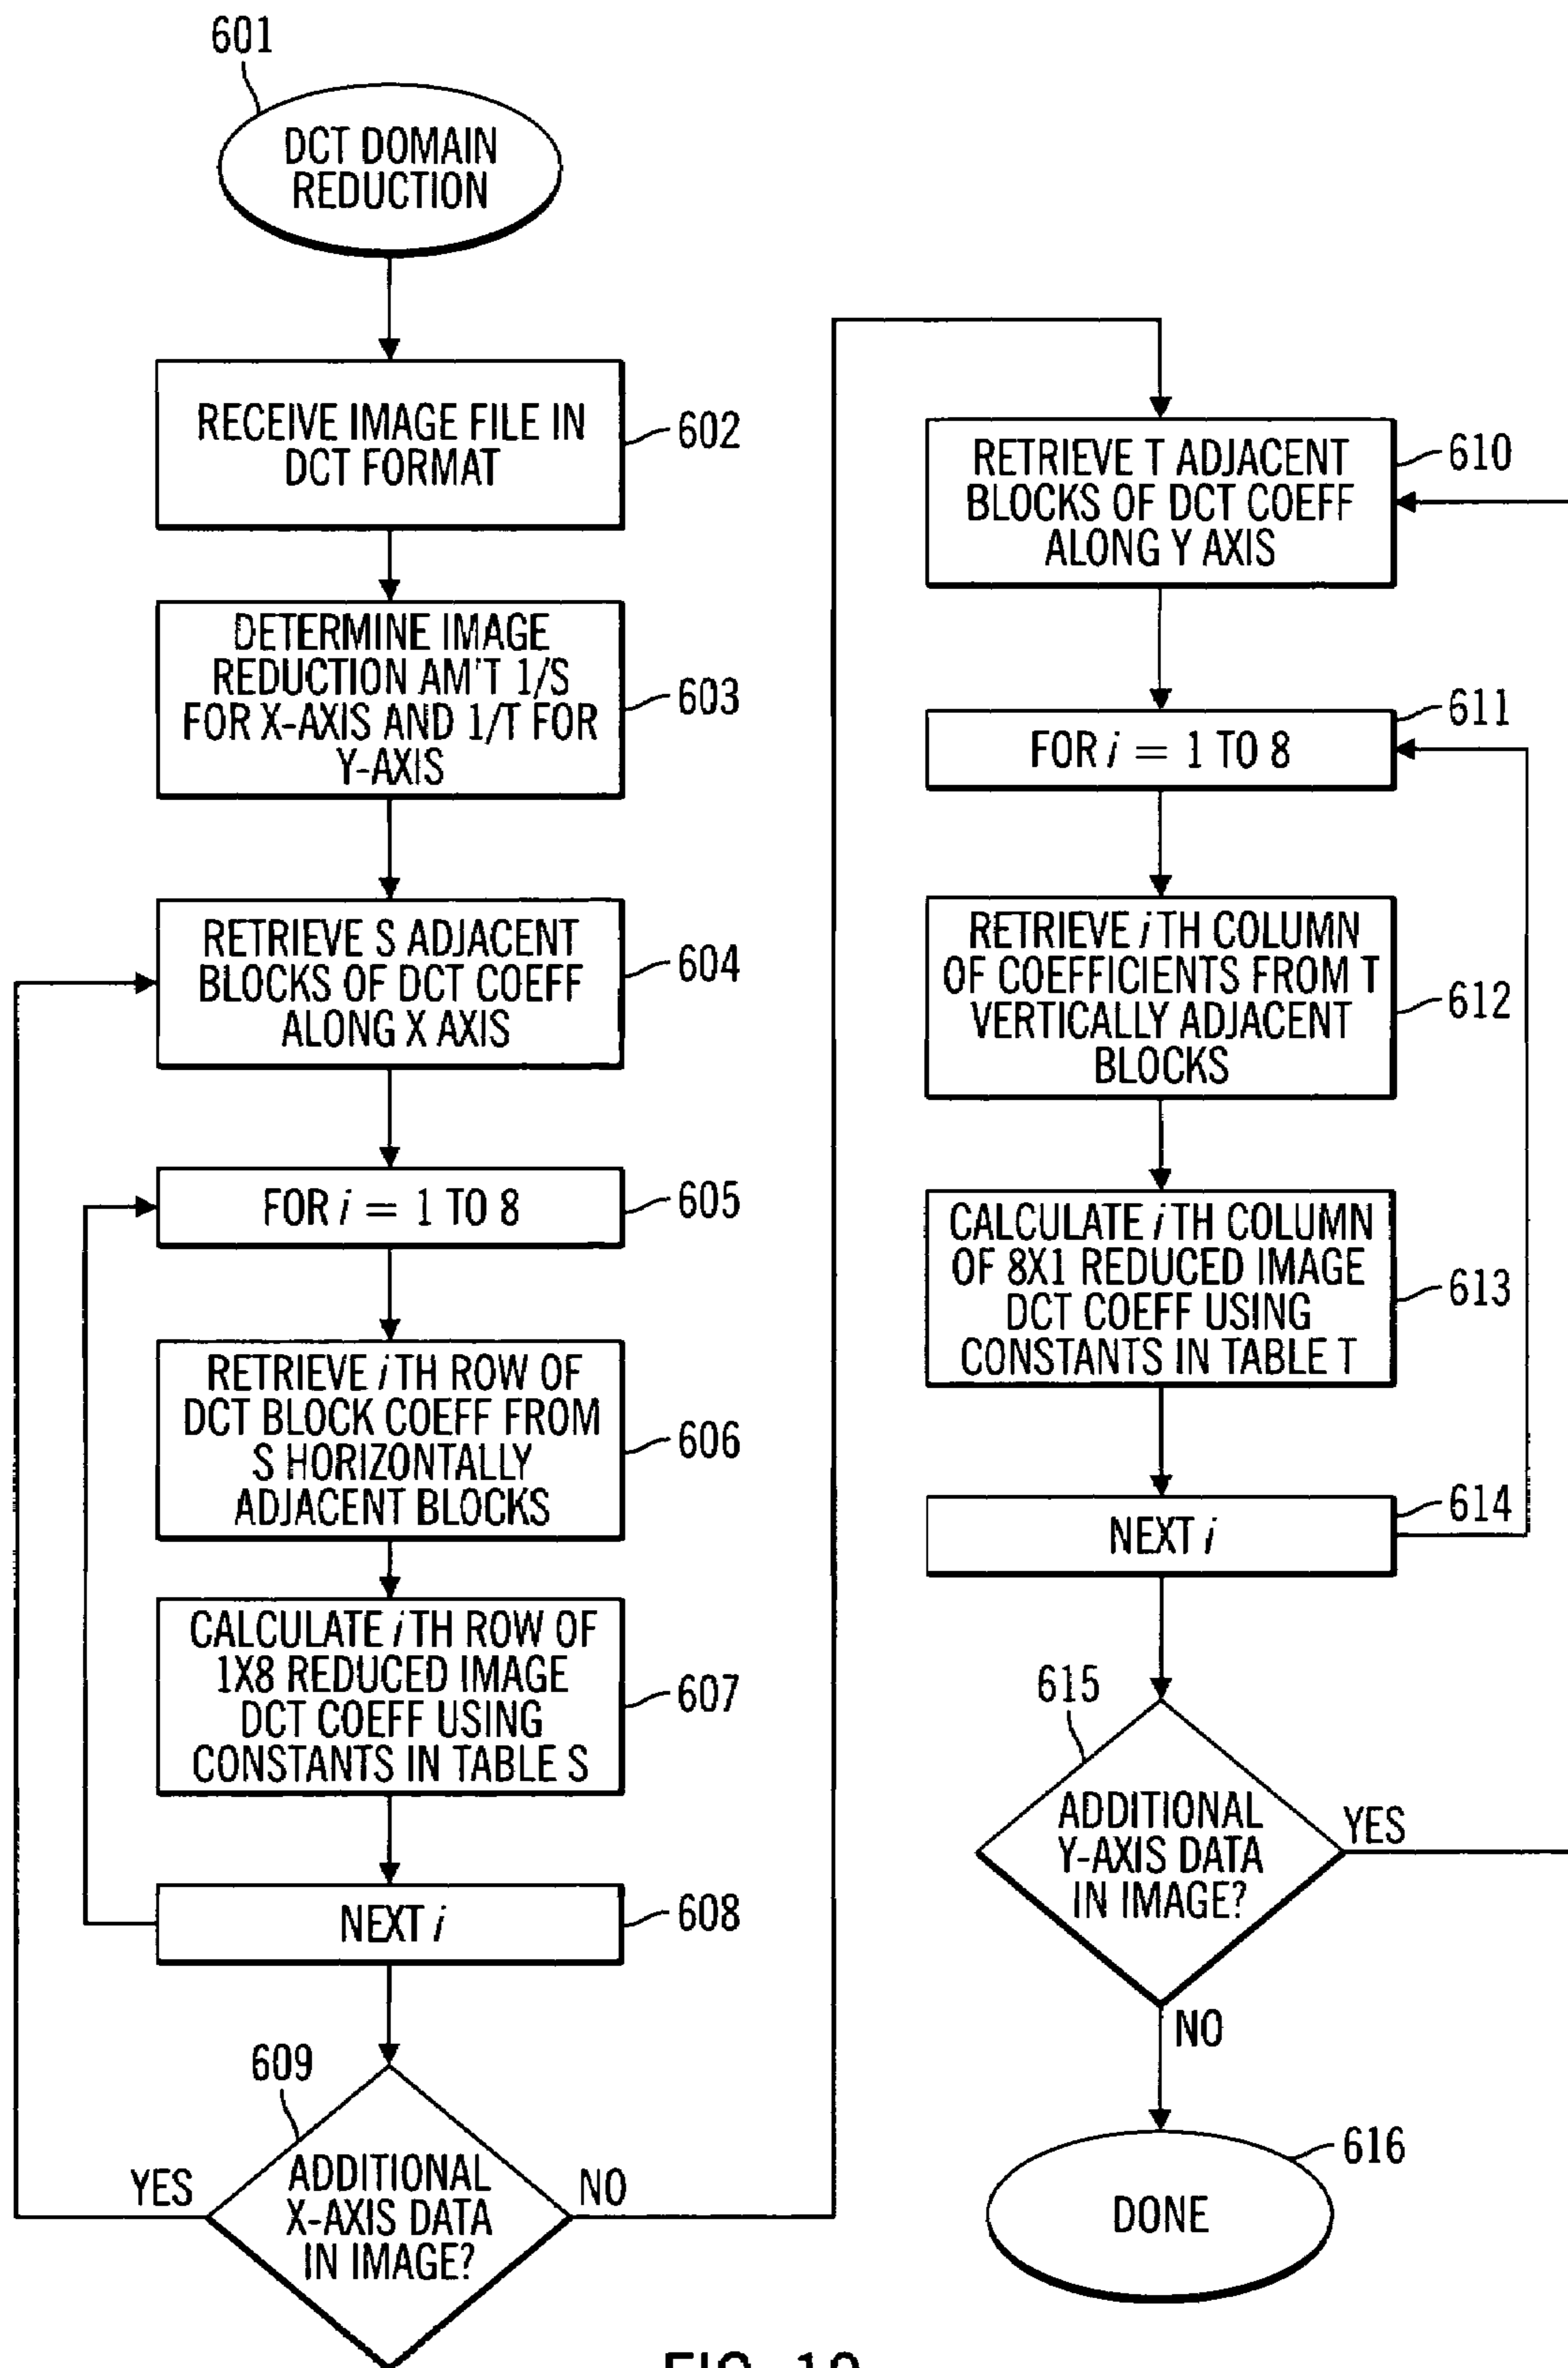 601
DCT DOMAIN
REDUCTION
RECEIVE IMAGE FILE IN
DCT FORMAT
602
DETERMINE IMAGE
REDUCTION AM'T 1/S
FOR X-AXIS AND 1/T FOR
Y-AXIS
603
RETRIEVE S ADJACENT
BLOCKS OF DCT COEFF
ALONG X AXIS
604
FOR i = 1 TO 8
605
RETRIEVE i TH ROW OF
DCT BLOCK COEFF FROM
S HORIZONTALLY
ADJACENT BLOCKS
606
CALCULATE i TH ROW OF
1X8 REDUCED IMAGE
DCT COEFF USING
CONSTANTS IN TABLE S
607
NEXT i
608
609
ADDITIONAL
X-AXIS DATA
IN IMAGE?
YES
NO
RETRIEVE T ADJACENT
BLOCKS OF DCT COEFF
ALONG Y AXIS
610
FOR i = 1 TO 8
611
RETRIEVE i TH COLUMN
OF COEFFICIENTS FROM T
VERTICALLY ADJACENT
BLOCKS
612
CALCULATE i TH COLUMN
OF 8X1 REDUCED IMAGE
DCT COEFF USING
CONSTANTS IN TABLE T
613
NEXT i
614
615
ADDITIONAL
Y-AXIS DATA
IN IMAGE?
YES
NO
DONE
616